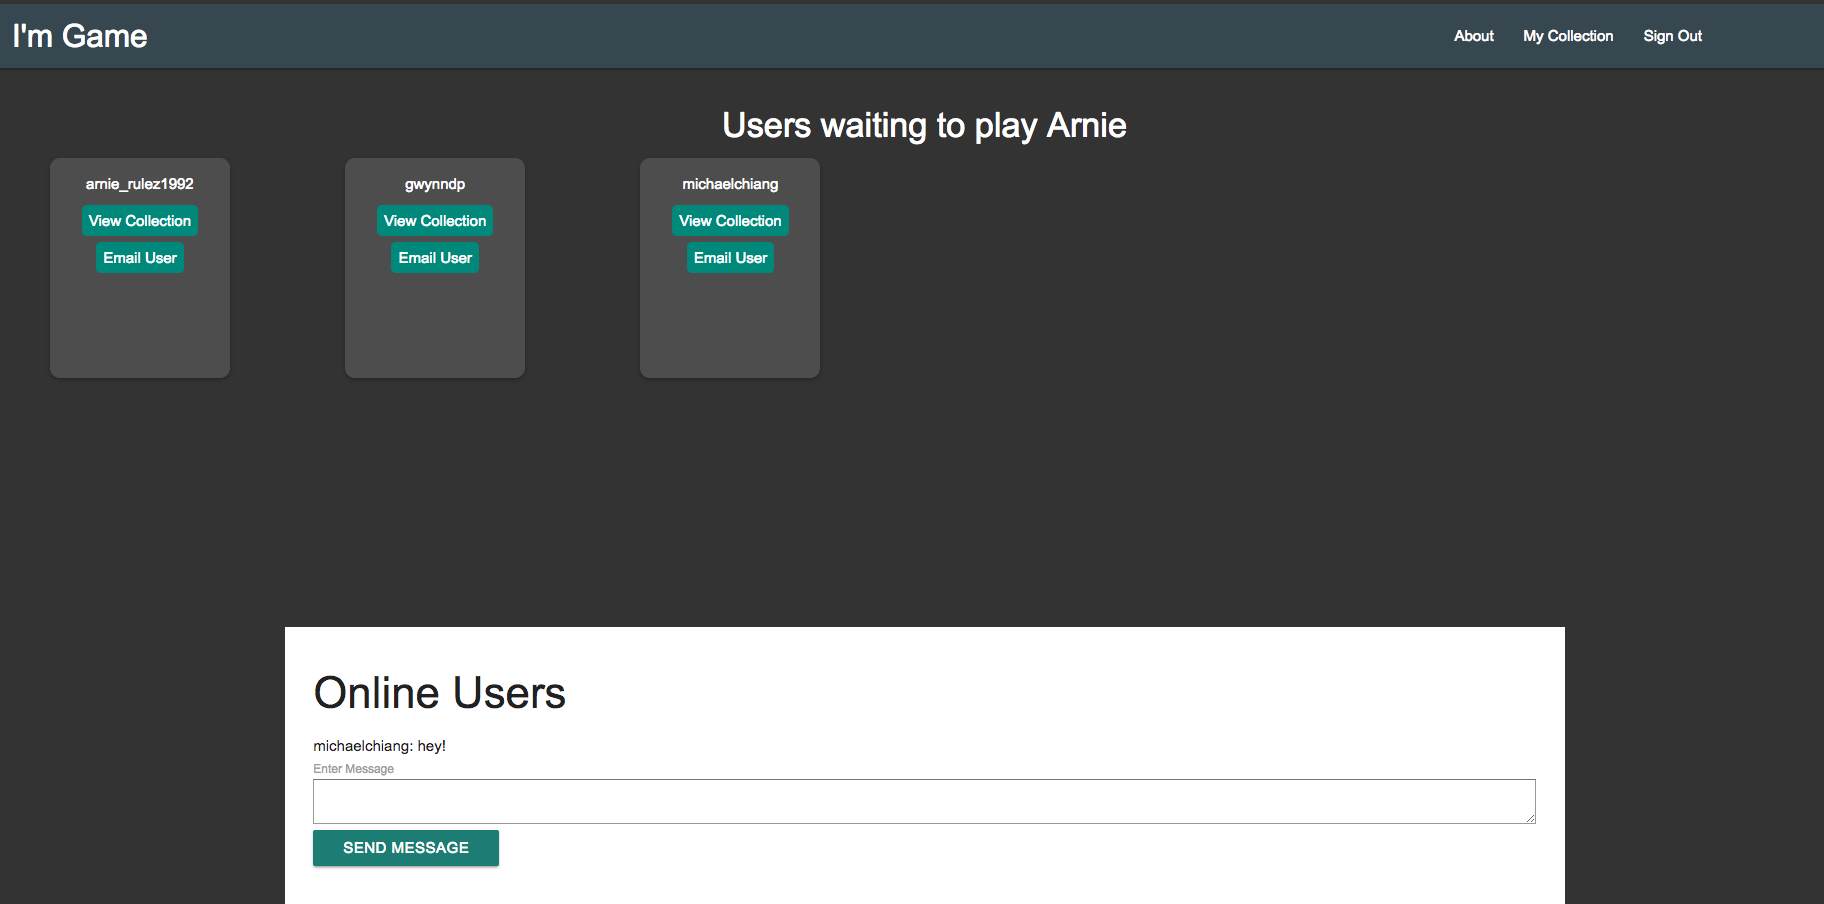 I'm Game
About My Collection Sign Out
Users waiting to play Arnie
arnie_rulez1992
View Collection
Email User
gwynndp
View Collection
Email User
michaelchiang
View Collection
Email User
Online Users
michaelchiang: hey!
Enter Message
SEND MESSAGE